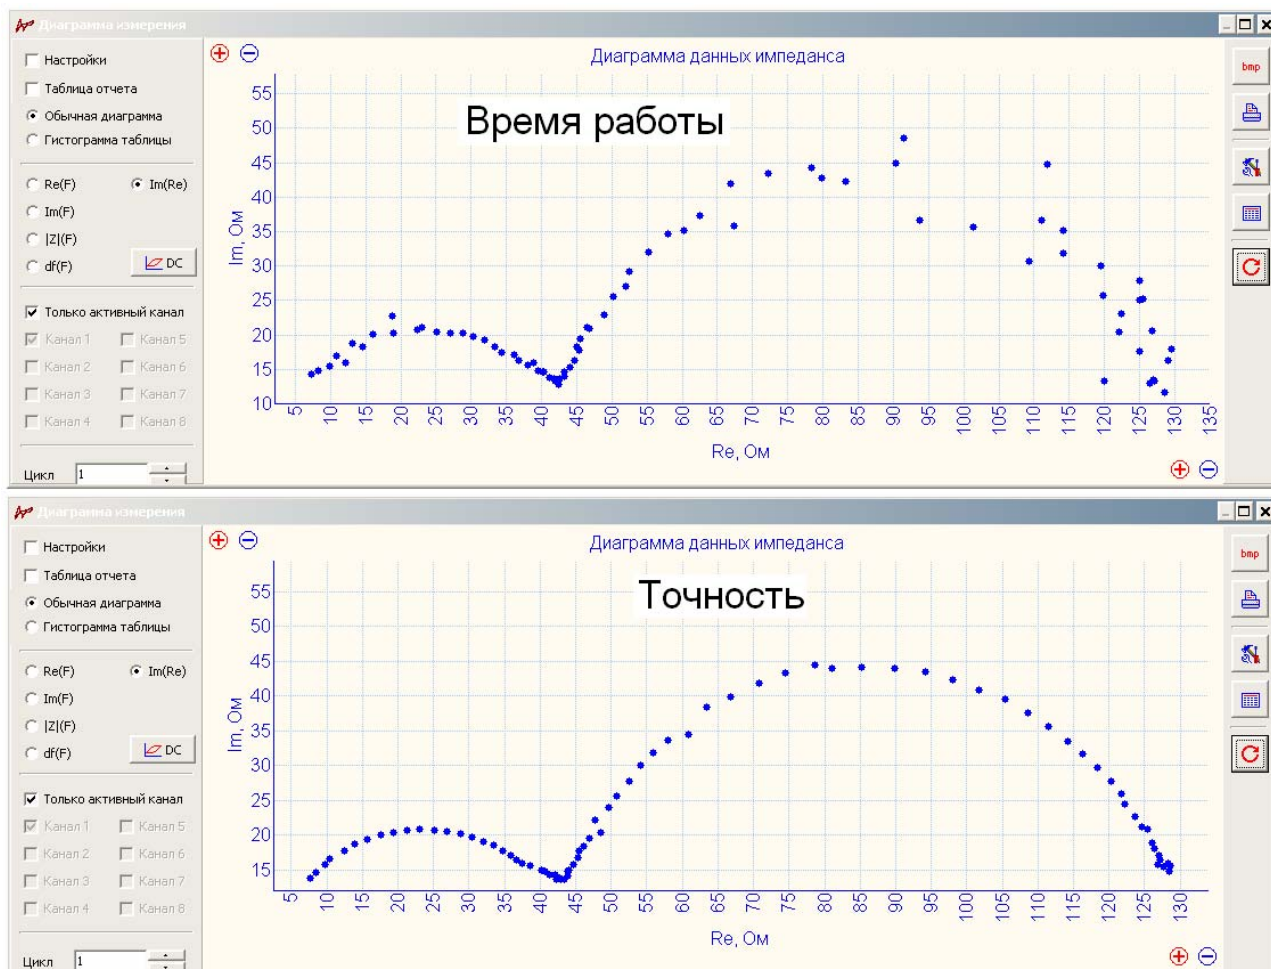 Диаграмма измерения
Настройки
Таблица отчета
Обычная диаграмма
Гистограмма таблицы
Re(F) Im(Re)
Im(F)
|Z|(F)
df(F) DC
Только активный канал
Канал 1 Канал 5
Канал 2 Канал 6
Канал 3 Канал 7
Канал 4 Канал 8
Цикл 1
Диаграмма данных импеданса
Время работы
Im, Ом
55
50
45
40
35
30
25
20
15
10
5 10 15 20 25 30 35 40 45 50 55 60 65 70 75 80 85 90 95 100 105 110 115 120 125 130 135
Re, Ом
bmp
Диаграмма измерения
Настройки
Таблица отчета
Обычная диаграмма
Гистограмма таблицы
Re(F) Im(Re)
Im(F)
|Z|(F)
df(F) DC
Только активный канал
Канал 1 Канал 5
Канал 2 Канал 6
Канал 3 Канал 7
Канал 4 Канал 8
Цикл 1
Диаграмма данных импеданса
Точность
Im, Ом
55
50
45
40
35
30
25
20
15
5 10 15 20 25 30 35 40 45 50 55 60 65 70 75 80 85 90 95 100 105 110 115 120 125 130
Re, Ом
bmp